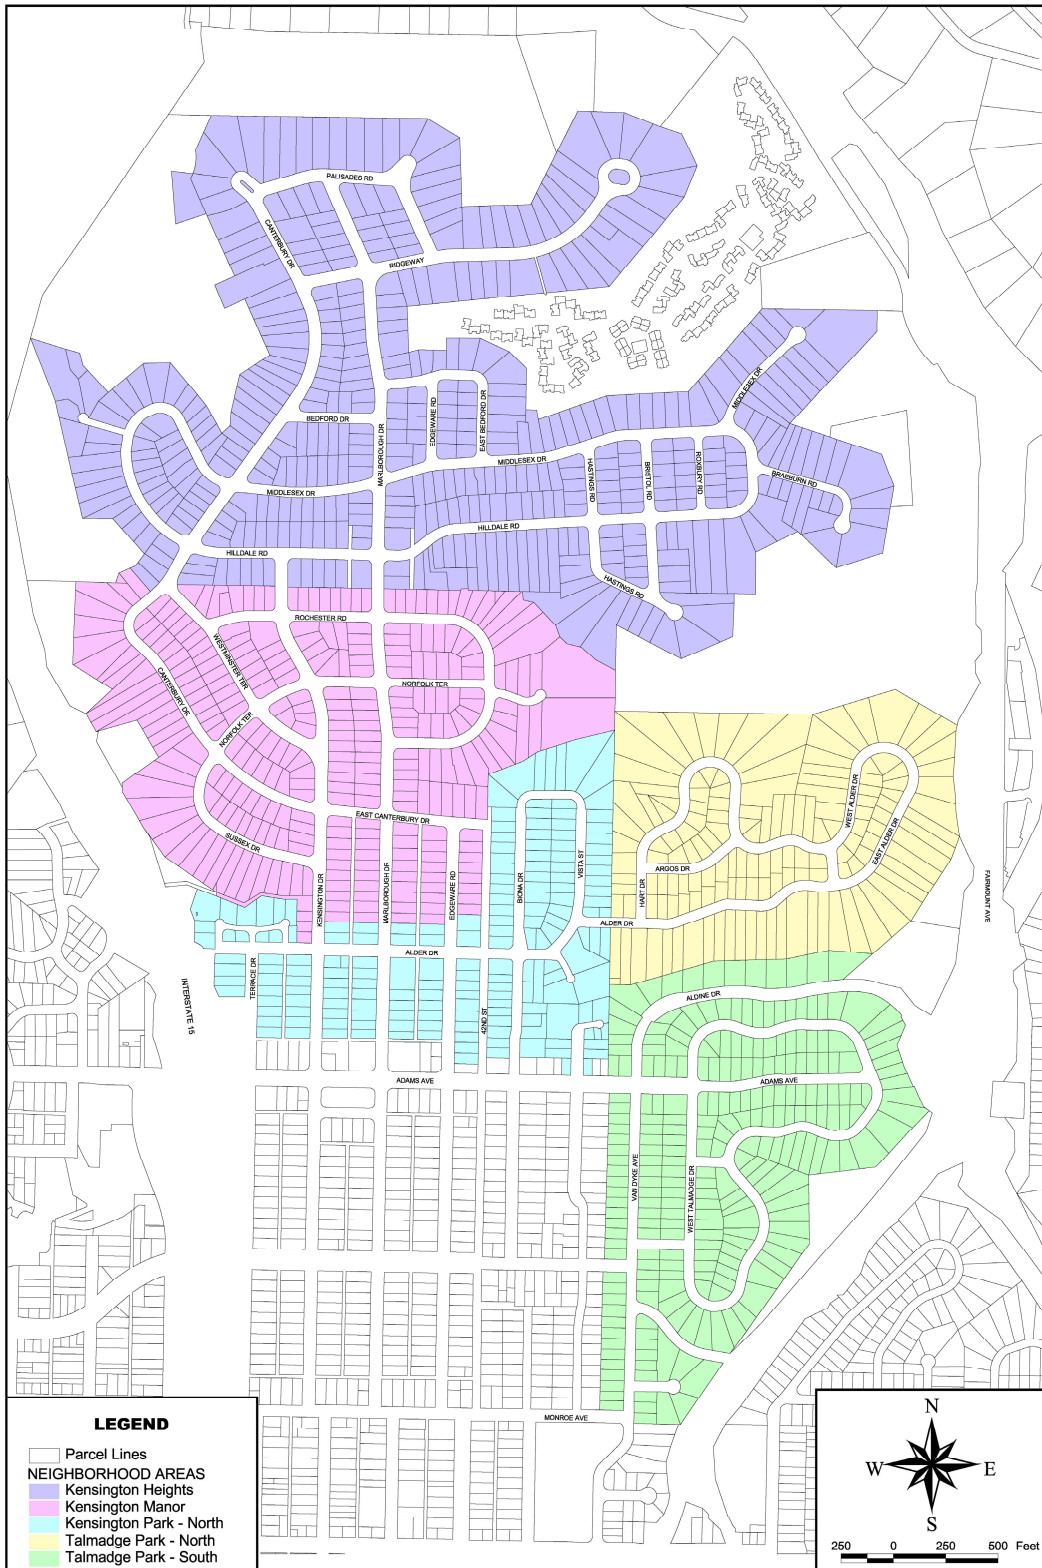 PALISADES RD
CANTERBURY DR
RIDGEWAY
MIDDLESEX DR
BEDFORD DR
MARLBOROUGH DR
EDGEWARE RD
EAST BEDFORD DR
MIDDLESEX DR
HASTINGS RD
BRISTOL RD
ROXBURY RD
BRAEBURN RD
MIDDLESEX DR
HILLDALE RD
HILLDALE RD
HASTINGS RD
ROCHESTER RD
WESTMINSTER TER
CANTERBURY DR
NORFOLK TER
NORFOLK TER
EAST CANTERBURY DR
SUSSEX DR
KENSINGTON DR
MARLBOROUGH DR
EDGEWARE RD
BIONA DR
VISTA ST
HART DR
ARGOS DR
WEST ALDER DR
EAST ALDER DR
FAIRMOUNT AVE
ALDER DR
ALDER DR
TERRACE DR
INTERSTATE 15
42ND ST
ALDINE DR
ADAMS AVE
ADAMS AVE
VAN DYKE AVE
WEST TALMADGE DR
MONROE AVE
LEGEND
Parcel Lines
NEIGHBORHOOD AREAS
Kensington Heights
Kensington Manor
Kensington Park - North
Talmadge Park - North
Talmadge Park - South
N
W E
S
250 0 250 500 Feet